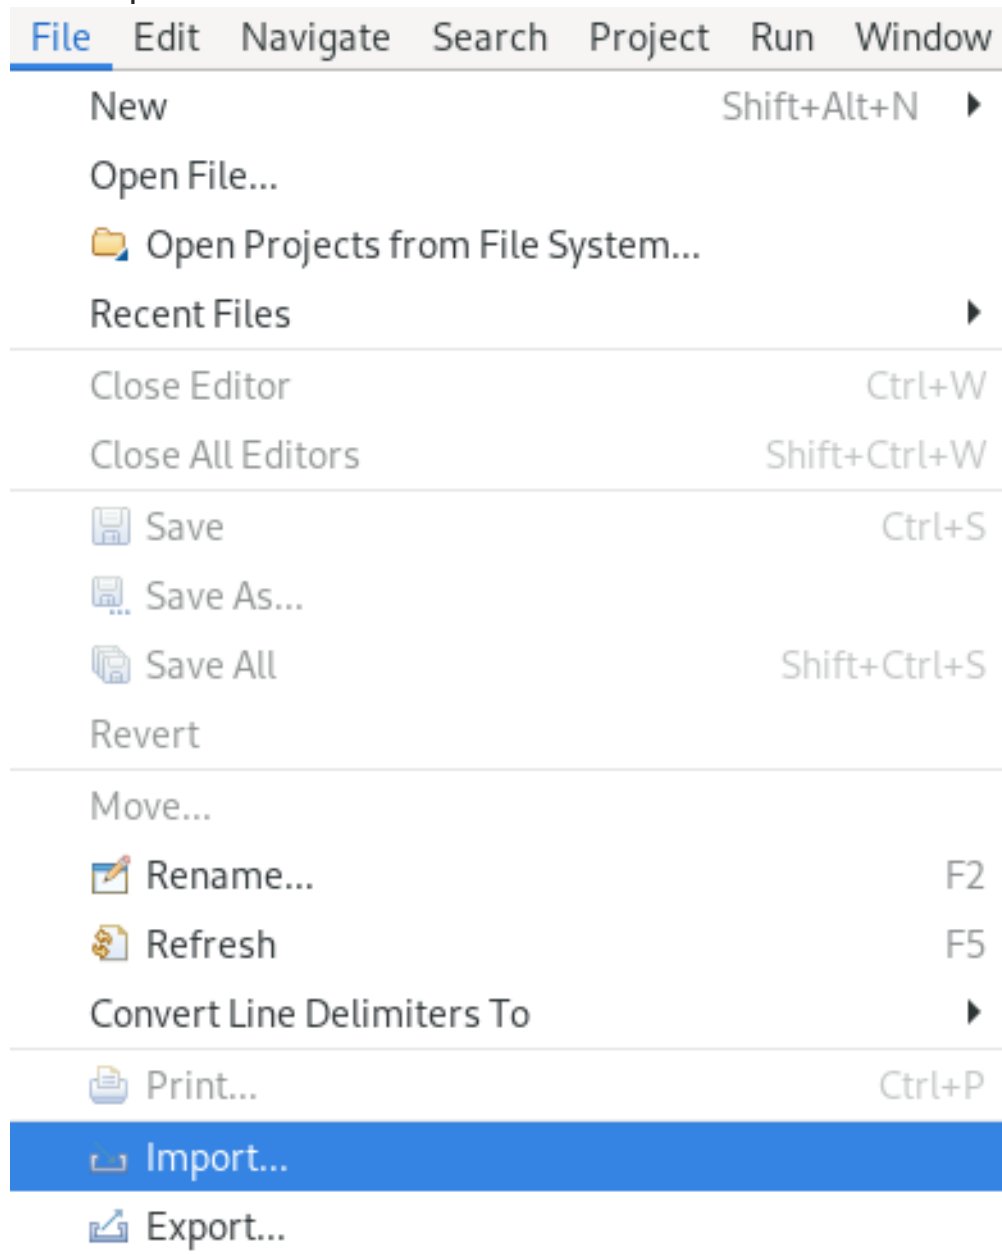 File Edit Navigate Search Project Run Window
New Shift+Alt+N
Open File...
Open Projects from File System...
Recent Files
Close Editor Ctrl+W
Close All Editors Shift+Ctrl+W
Save Ctrl+S
Save As...
Save All Shift+Ctrl+S
Revert
Move...
Rename... F2
Refresh F5
Convert Line Delimiters To
Print... Ctrl+P
Import...
Export...